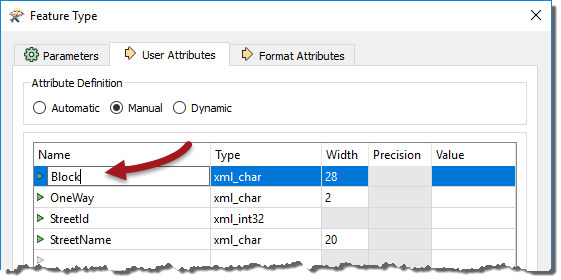 Feature Type
Parameters User Attributes Format Attributes
Attribute Definition
Automatic Manual Dynamic
Name Type Width Precision Value
Block xml_char 28
OneWay xml_char 2
StreetId xml_int32
StreetName xml_char 20